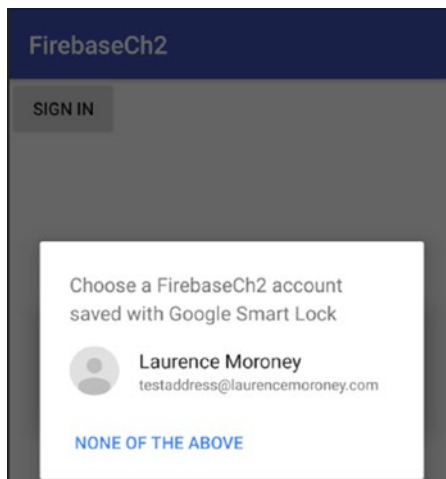 FirebaseCh2
SIGN IN
Choose a FirebaseCh2 account
saved with Google Smart Lock
Laurence Moroney
testaddress@laurencemoroney.com
NONE OF THE ABOVE